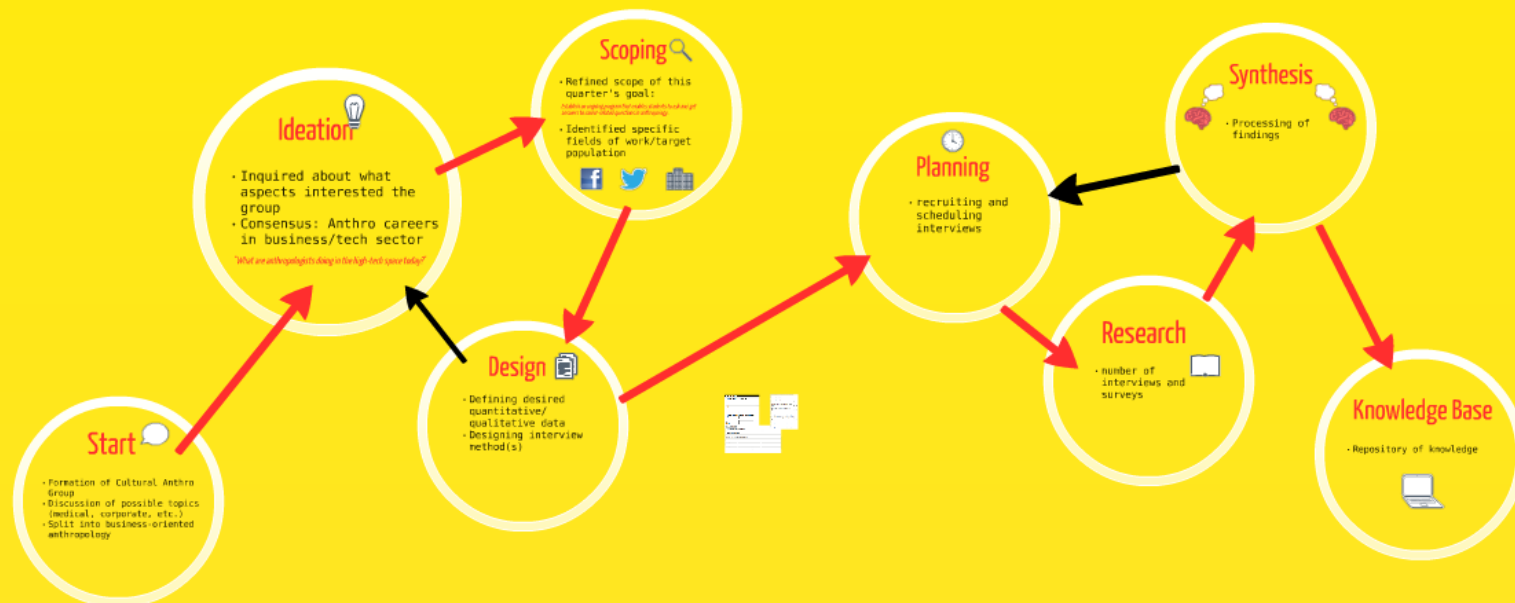 Start
• Formation of Cultural Anthro
Group
• Discussion of possible topics
(medical, corporate, etc.)
• Split into business-oriented
anthropology
Ideation
• Inquired about what
aspects interested the
group
• Consensus: Anthro careers
in business/tech sector
"What are anthropologists doing in the high-tech space today?"
Scoping
• Refined scope of this
quarter's goal:
• Identified specific
fields of work/target
population
Design
• Defining desired
quantitative/
qualitative data
• Designing interview
method(s)
Planning
• recruiting and
scheduling
interviews
Research
• number of
interviews and
surveys
Synthesis
• Processing of
findings
Knowledge Base
• Repository of knowledge